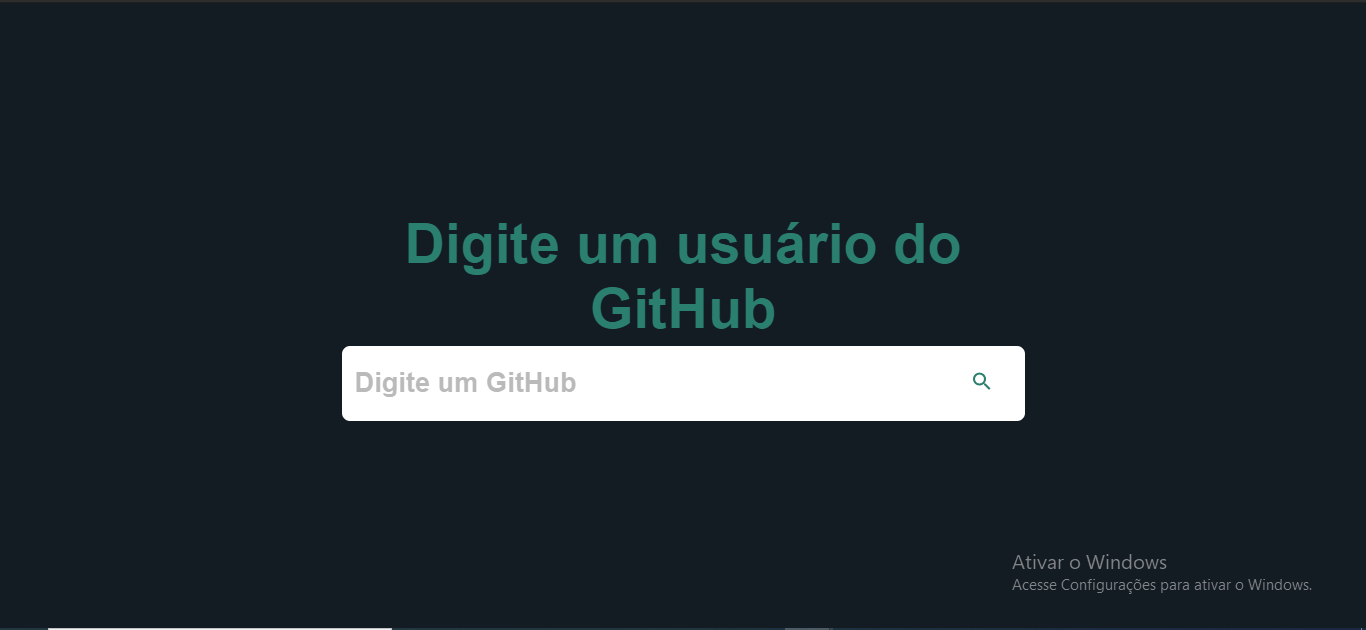 Digite um usuário do
GitHub
Digite um GitHub
Ativar o Windows
Acesse Configurações para ativar o Windows.